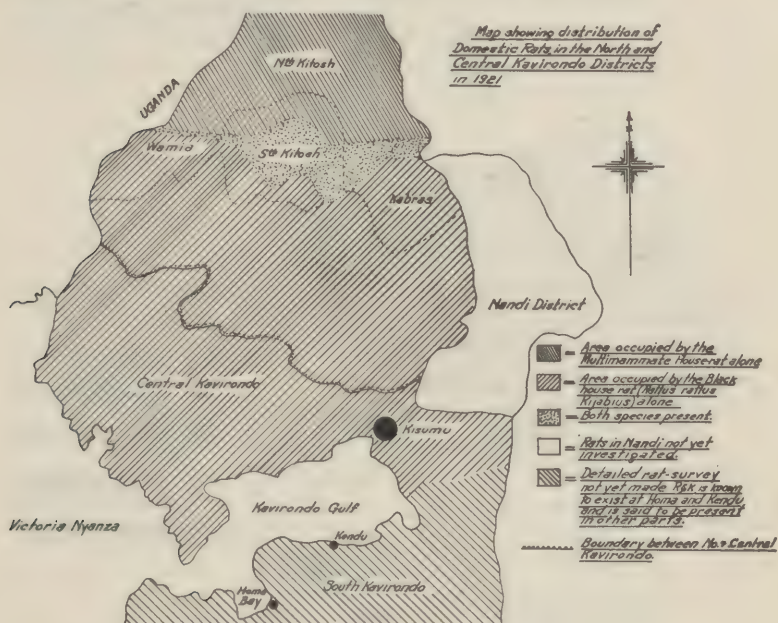 Map showing distribution of
Domestic Rats, in the North and
Central Kavirondo Districts
in 1921
Nth Kitosh
UGANDA
Wamia
Sth Kitosh
Kabras
Nandi District
Central Kavirondo
Kisumu
Kavirondo Gulf
Victoria Nyanza
Kendu
Homa
Bay
South Kavirondo
= Area occupied by the
Multimammate House rat alone
= Area occupied by the Black
house rat (Rattus rattus
Kijabius) alone
= Both species present.
= Rats in Nandi not yet
investigated.
= Detailed rat-survey
not yet made R.R.K is known
to exist at Homa and Kendu
and is said to be present
in other parts.
Boundary between No. & Central
Kavirondo.